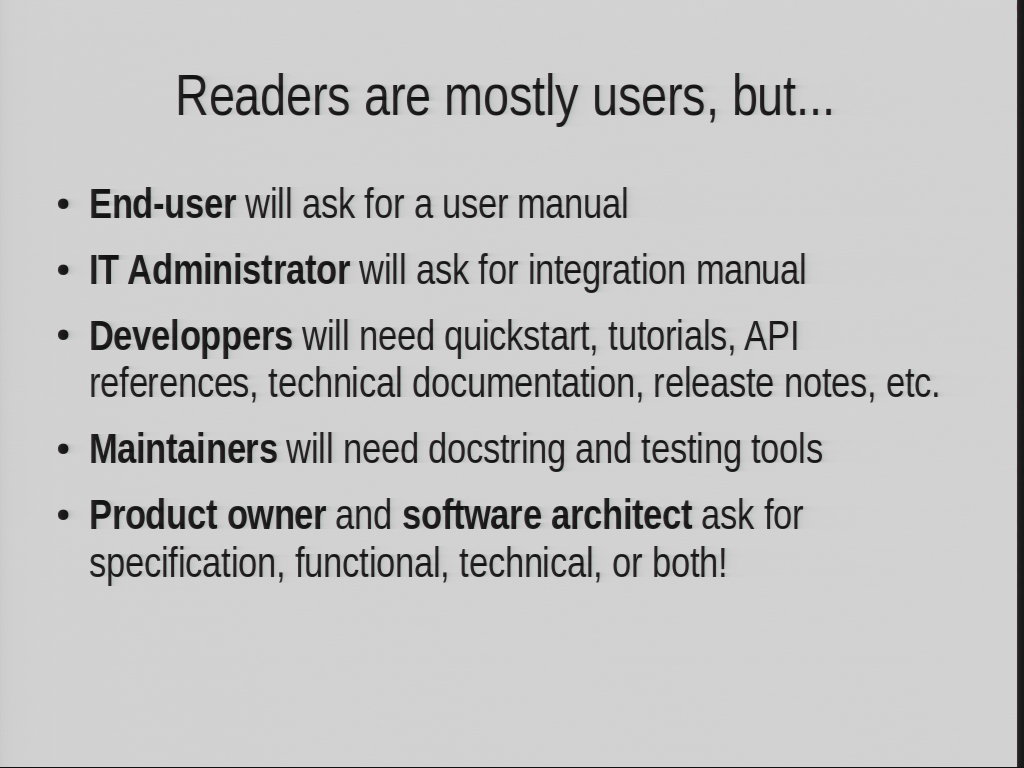 Readers are mostly users, but...
• End-user will ask for a user manual
• IT Administrator will ask for integration manual
• Developpers will need quickstart, tutorials, API
references, technical documentation, releaste notes, etc.
• Maintainers will need docstring and testing tools
• Product owner and software architect ask for
specification, functional, technical, or both!